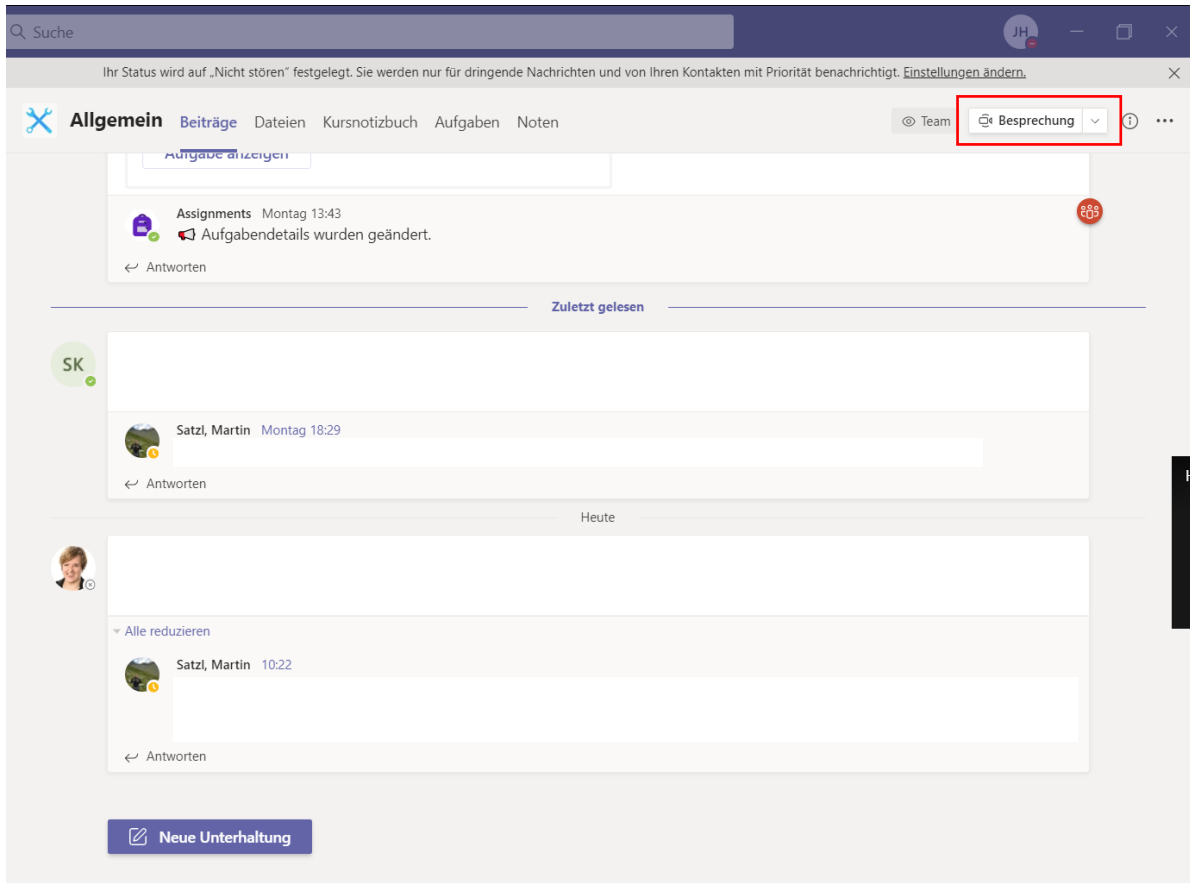 Suche
JH
Ihr Status wird auf „Nicht stören“ festgelegt. Sie werden nur für dringende Nachrichten und von Ihren Kontakten mit Priorität benachrichtigt. Einstellungen ändern.
Allgemein Beiträge Dateien Kursnotizbuch Aufgaben Noten Team Besprechung
Aufgabe anzeigen
Assignments Montag 13:43
Aufgabendetails wurden geändert.
Antworten
Zuletzt gelesen
SK
Satzl, Martin Montag 18:29
Antworten
Heute
Alle reduzieren
Satzl, Martin 10:22
Antworten
Neue Unterhaltung